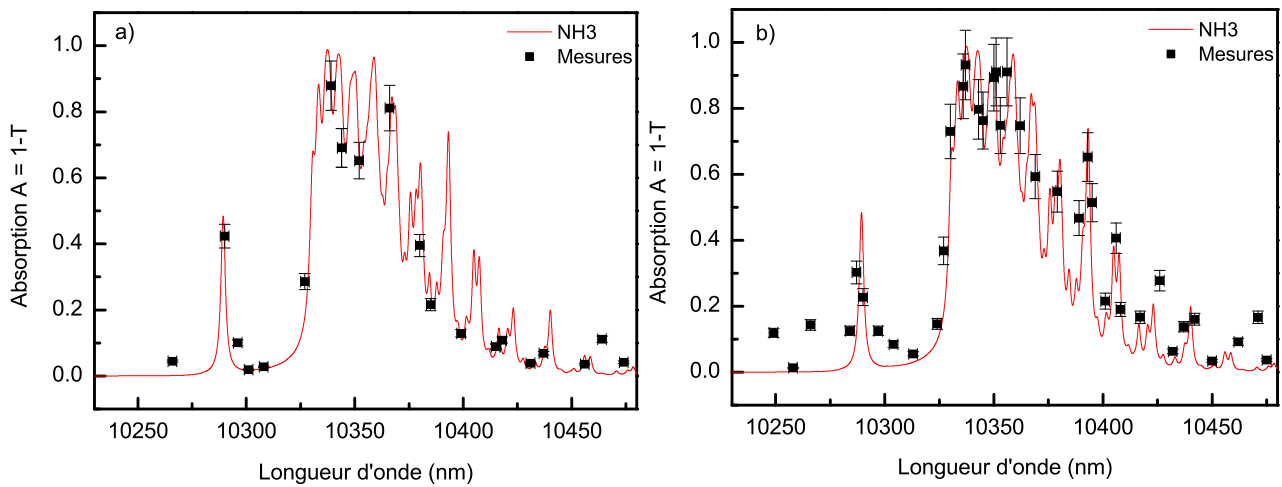 a)
NH3
Mesures
1.0
0.8
0.6
0.4
0.2
0.0
Absorption A = 1-T
10250
10300
10350
10400
10450
Longueur d'onde (nm)
b)
NH3
Mesures
1.0
0.8
0.6
0.4
0.2
0.0
Absorption A = 1-T
10250
10300
10350
10400
10450
Longueur d'onde (nm)